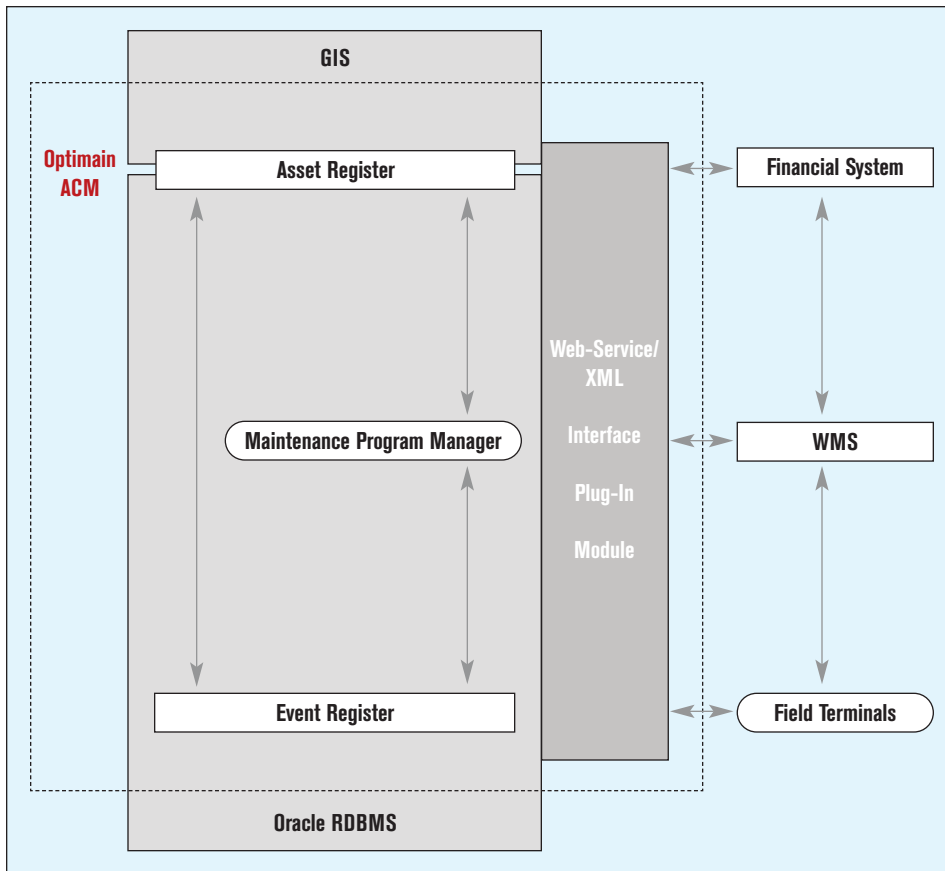 GIS
Optimain
ACM
Asset Register
Financial System
Web-Service/
XML
Interface
Plug-In
Module
Maintenance Program Manager
WMS
Event Register
Field Terminals
Oracle RDBMS